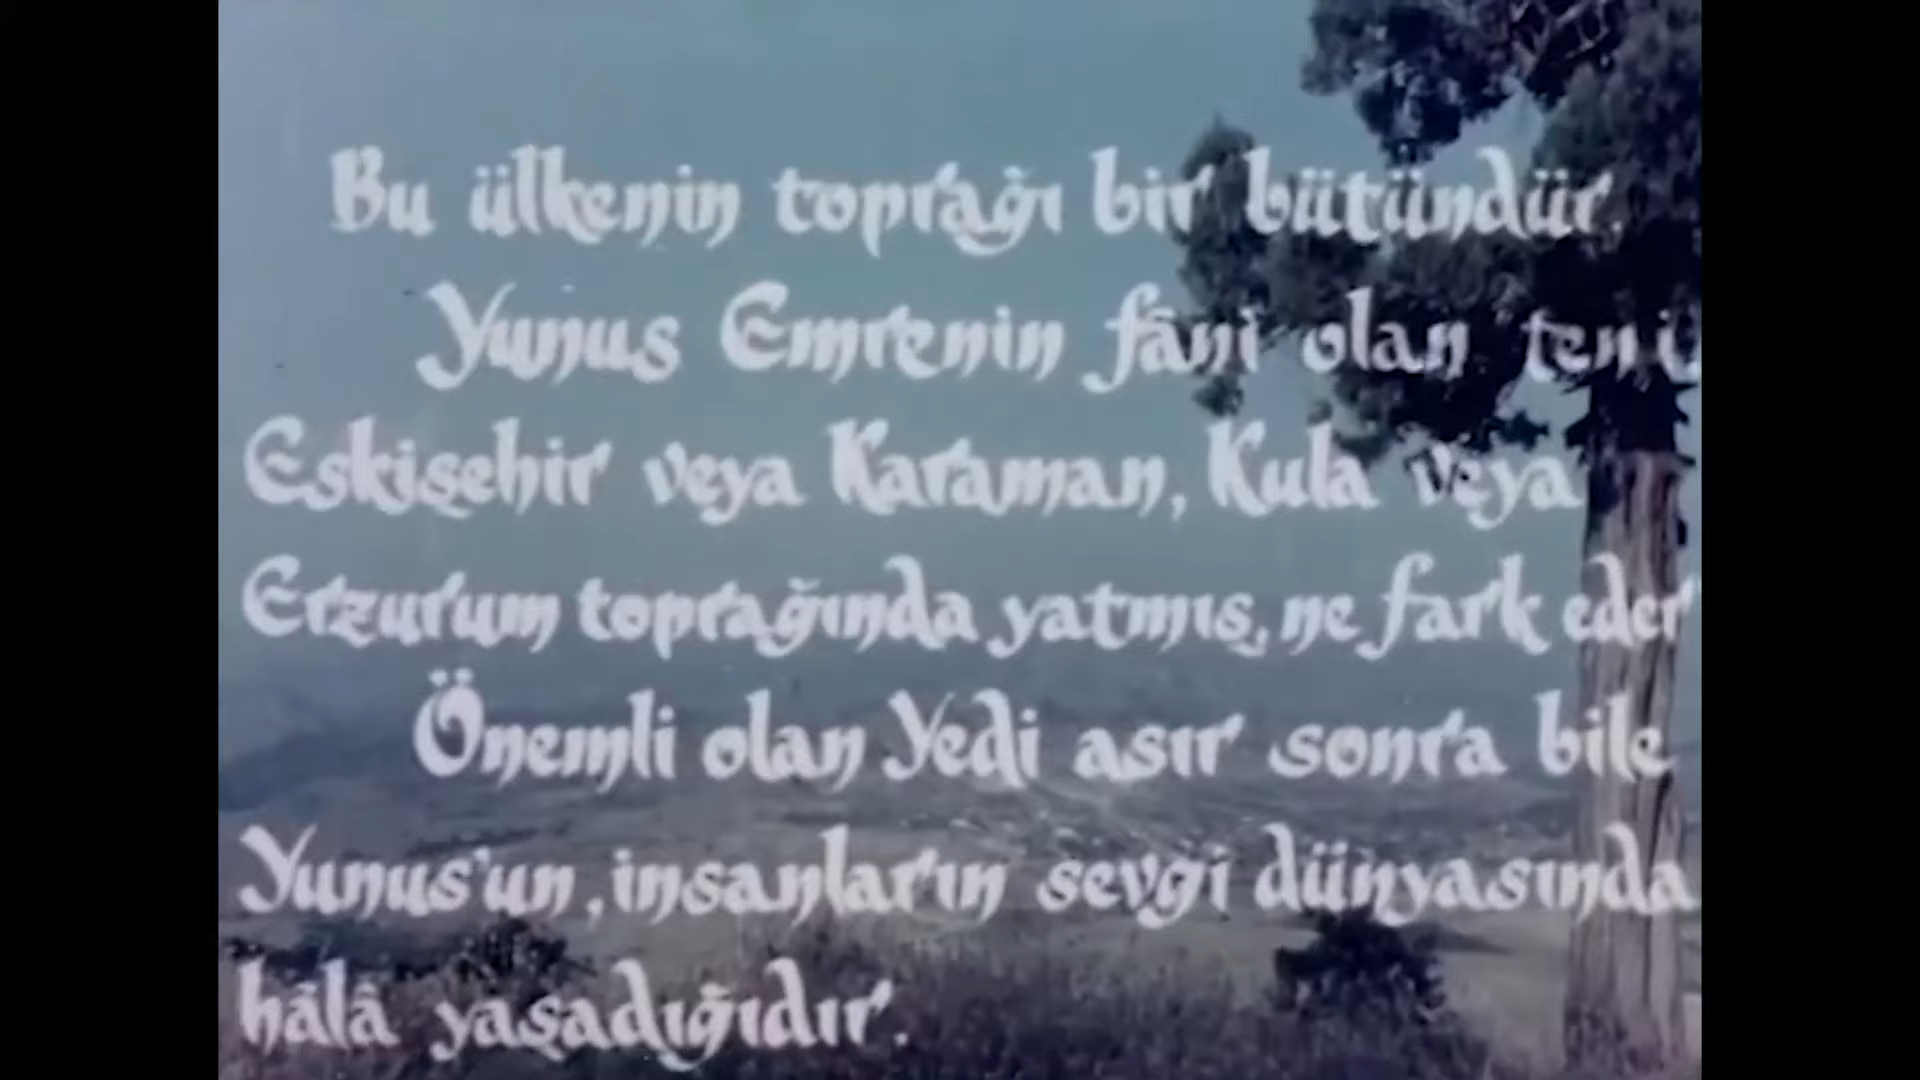 Bu ülkenin toprağı bir bütündür.
Yunus Emrenin fâni olan teni
Eskişehir veya Karaman, Kula veya
Erzurum toprağında yatmış, ne fark eder
Önemli olan Yedi asır sonra bile
Yunus'un, insanların sevgi dünyasında
hâlâ yaşadığıdır.